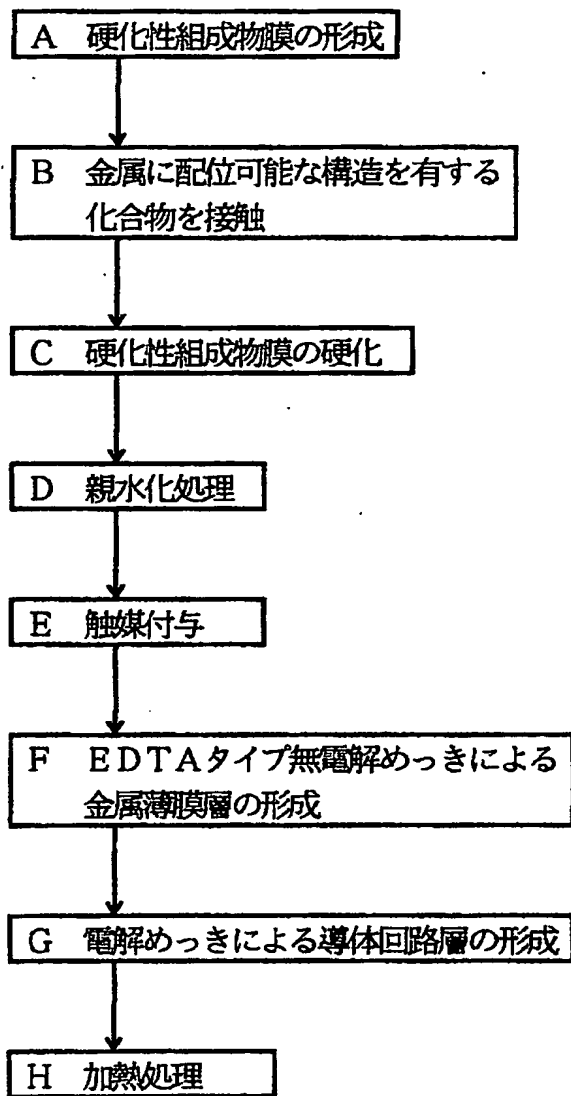 A 硬化性組成物膜の形成
B 金属に配位可能な構造を有する
化合物を接触
C 硬化性組成物膜の硬化
D 親水化処理
E 触媒付与
F EDTAタイプ無電解めっきによる
金属薄膜層の形成
G 電解めっきによる導体回路層の形成
H 加熱処理